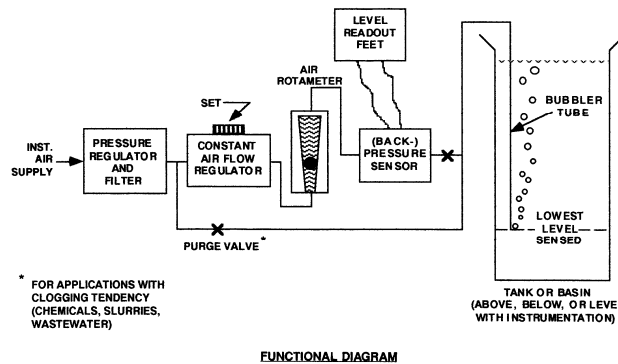 LEVEL
READOUT
FEET
AIR
ROTAMETER
SET
INST.
AIR
SUPPLY
PRESSURE
REGULATOR
AND
FILTER
CONSTANT
AIR FLOW
REGULATOR
(BACK-)
PRESSURE
SENSOR
BUBBLER
TUBE
PURGE VALVE*
LOWEST
LEVEL
SENSED
* FOR APPLICATIONS WITH
CLOGGING TENDENCY
(CHEMICALS, SLURRIES,
WASTEWATER)
TANK OR BASIN
(ABOVE, BELOW, OR LEVE
WITH INSTRUMENTATION)
FUNCTIONAL DIAGRAM